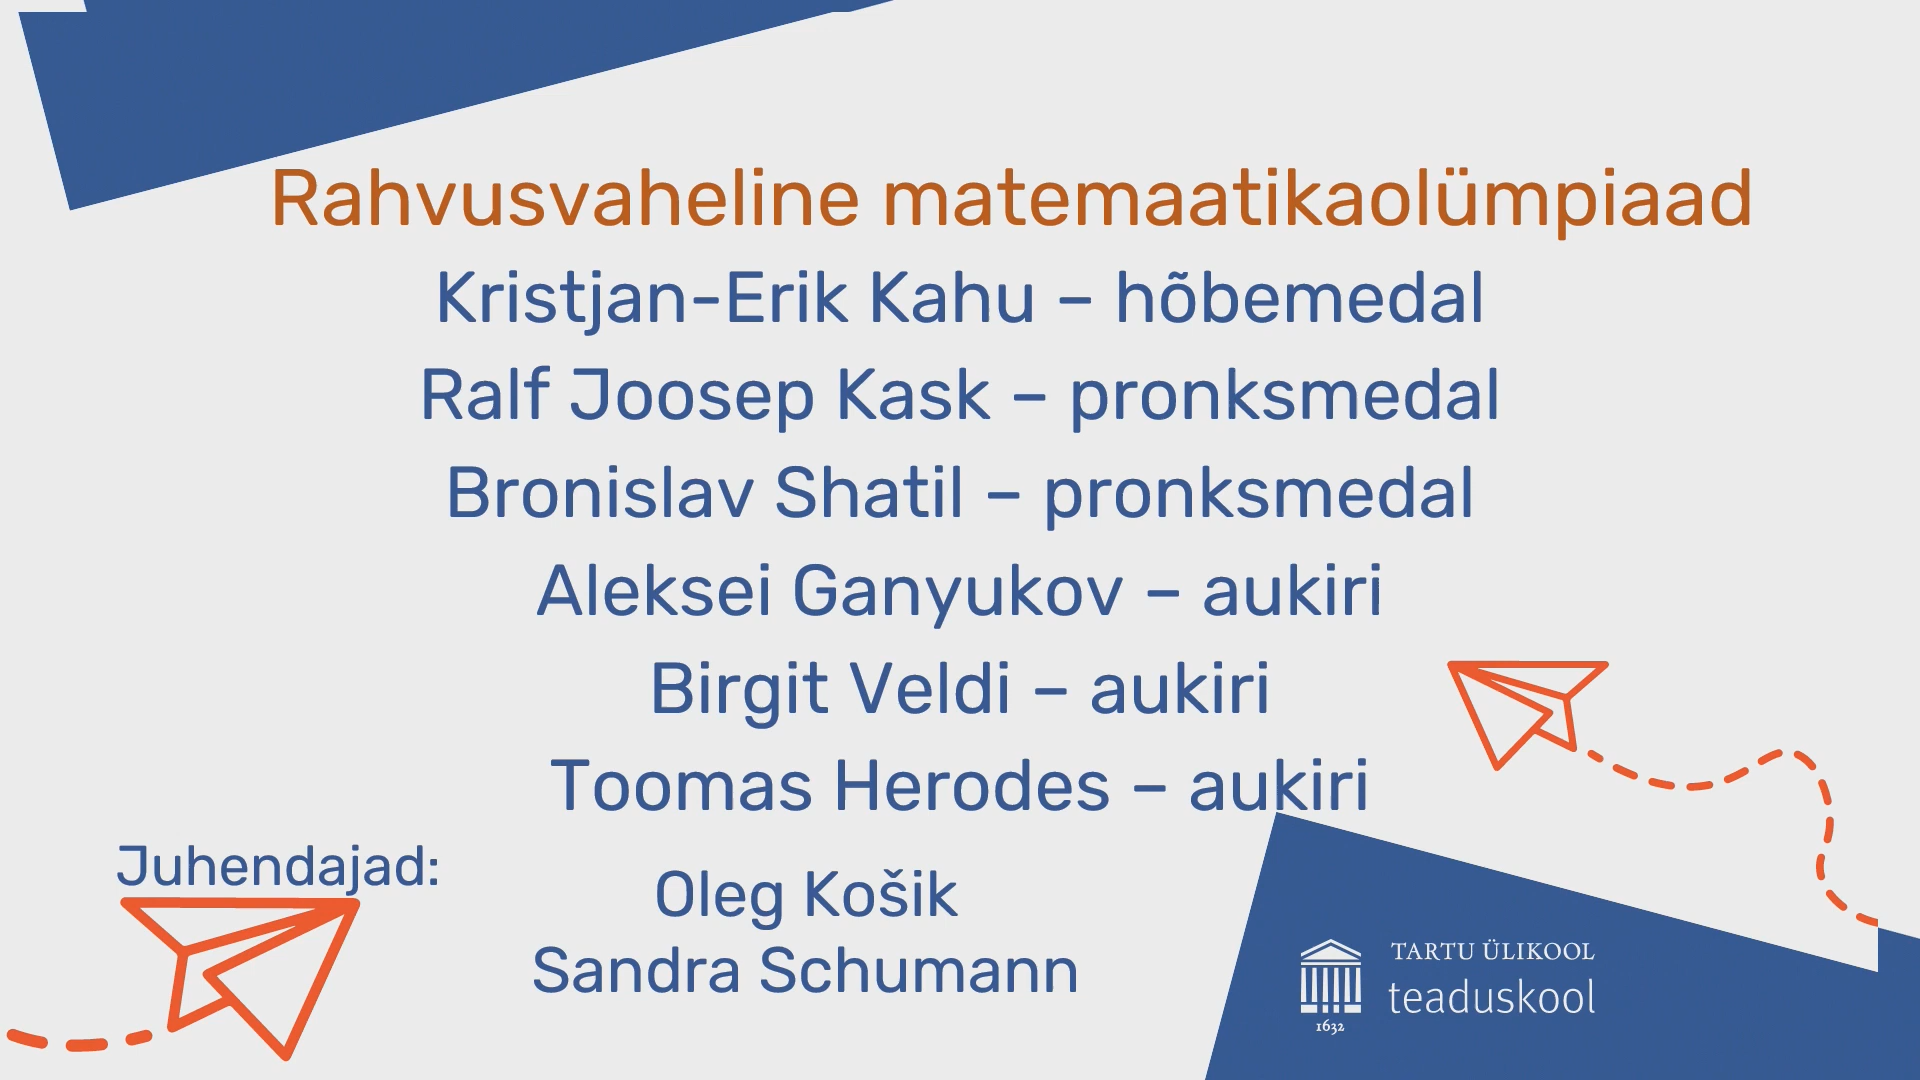 Rahvusvaheline matemaatikaolümpiaad
Kristjan-Erik Kahu – hõbemedal
Ralf Joosep Kask – pronksmedal
Bronislav Shatil – pronksmedal
Aleksei Ganyukov – aukiri
Birgit Veldi – aukiri
Toomas Herodes – aukiri
Juhendajad:
Oleg Košik
Sandra Schumann
TARTU ÜLIKOOL
teaduskool
1632